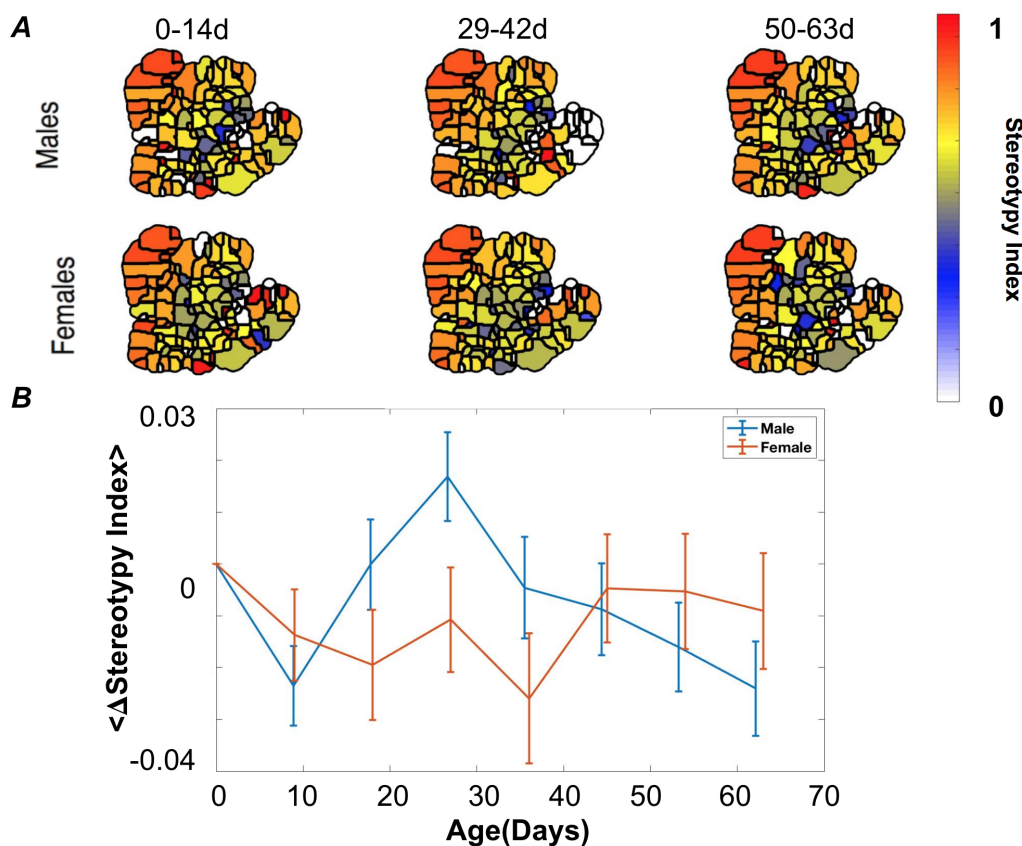 A
0-14d
29-42d
50-63d
Males
Females
1
Stereotypy Index
0
B
0.03
0
-0.04
<ΔStereotypy Index>
Male
Female
0
10
20
30
40
50
60
70
Age(Days)